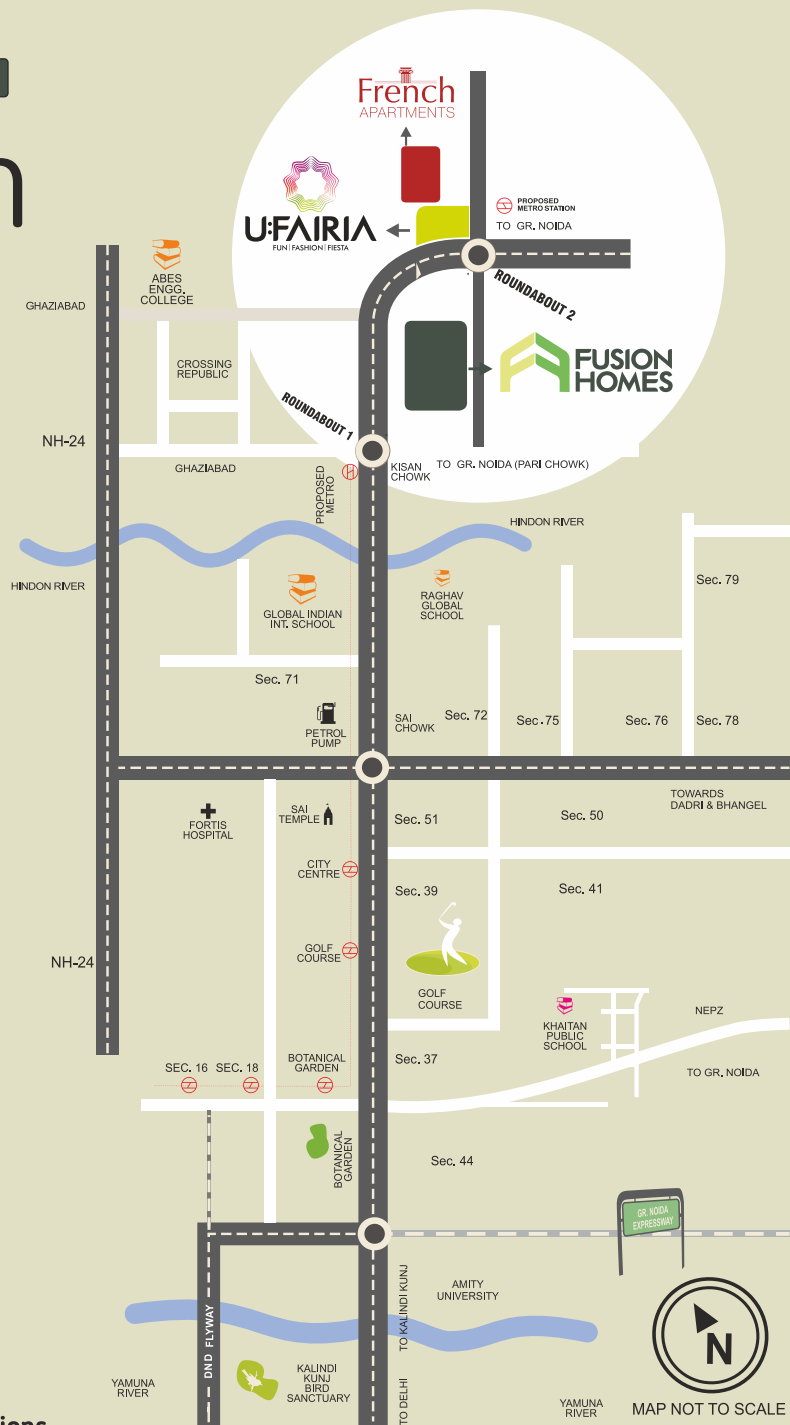 n
French
APARTMENTS
U:FAIRIA
FUN | FASHION | FIESTA
PROPOSED
METRO STATION
TO GR. NOIDA
ROUNDABOUT 2
ABES
ENGG.
COLLEGE
GHAZIABAD
CROSSING
REPUBLIC
FUSION
HOMES
ROUNDABOUT 1
NH-24
GHAZIABAD
PROPOSED
METRO
KISAN
CHOWK
TO GR. NOIDA (PARI CHOWK)
HINDON RIVER
HINDON RIVER
GLOBAL INDIAN
INT. SCHOOL
RAGHAV
GLOBAL
SCHOOL
Sec. 79
Sec. 71
PETROL
PUMP
SAI
CHOWK
Sec. 72
Sec. 75
Sec. 76
Sec. 78
TOWARDS
DADRI & BHANGEL
FORTIS
HOSPITAL
SAI
TEMPLE
Sec. 51
Sec. 50
CITY
CENTRE
Sec. 39
Sec. 41
GOLF
COURSE
NH-24
GOLF
COURSE
KHAITAN
PUBLIC
SCHOOL
NEPZ
SEC. 16
SEC. 18
BOTANICAL
GARDEN
Sec. 37
TO GR. NOIDA
BOTANICAL
GARDEN
Sec. 44
GR. NOIDA
EXPRESSWAY
DND FLYWAY
TO KALINDI KUNJ
AMITY
UNIVERSITY
N
YAMUNA
RIVER
KALINDI
KUNJ
BIRD
SANCTUARY
TO DELHI
YAMUNA
RIVER
MAP NOT TO SCALE
ions